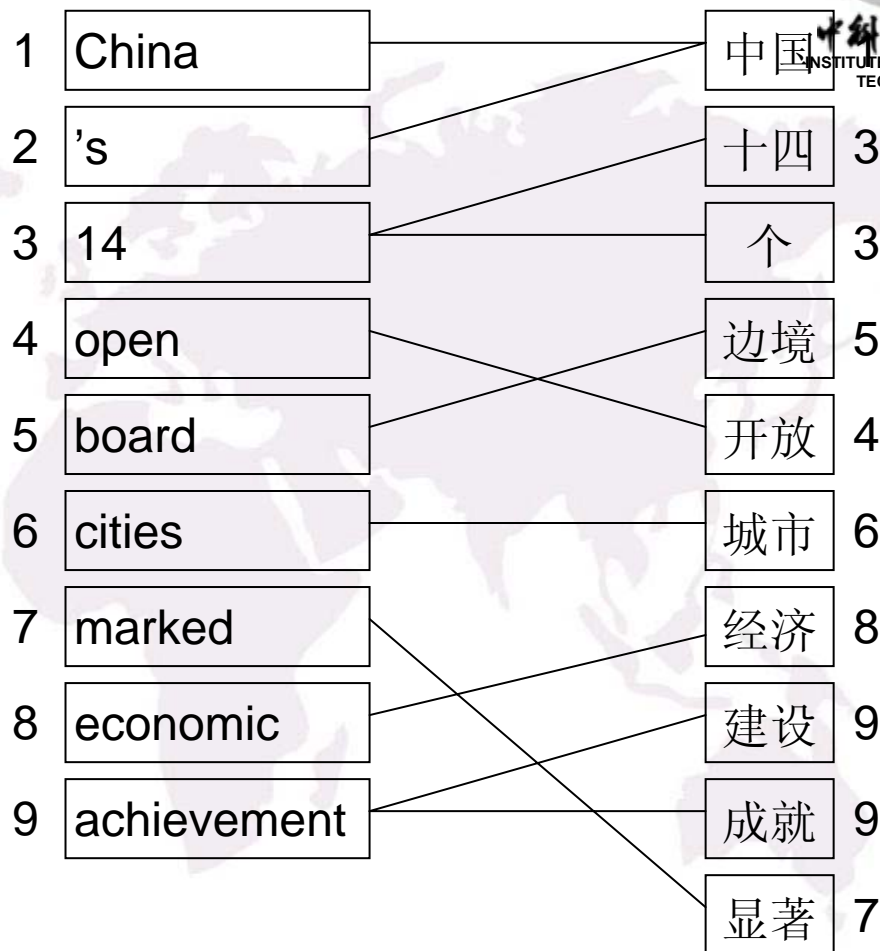 1 China 中国
INSTITUTE
TEC
2 ’s 十四 3
3 14 个 3
4 open 边境 5
5 board 开放 4
6 cities 城市 6
7 marked 经济 8
8 economic 建设 9
9 achievement 成就 9
显著 7